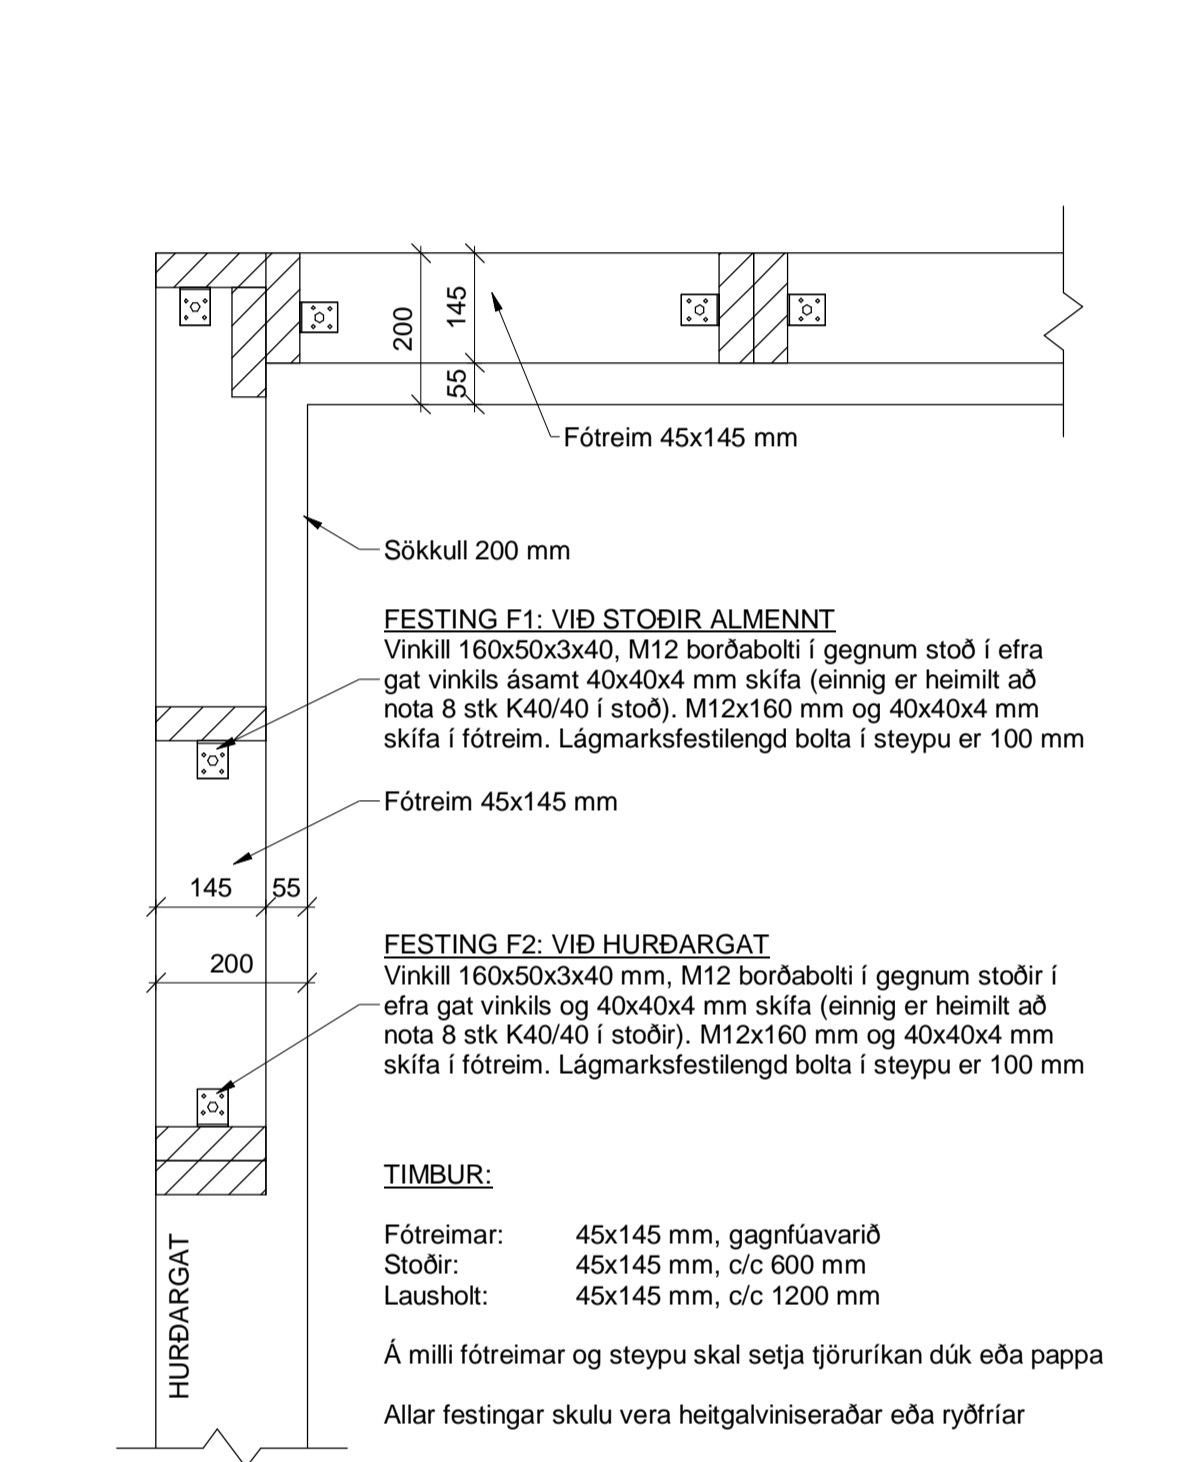 200
145
55
Fótreim 45x145 mm
Sökkull 200 mm
FESTING F1: VIÐ STOÐIR ALMENNT
Vinkill 160x50x3x40, M12 borðabolti í gegnum stoð í efra
gat vinkils ásamt 40x40x4 mm skífa (einnig er heimilt að
nota 8 stk K40/40 í stoð). M12x160 mm og 40x40x4 mm
skífa í fótreim. Lágmarksfestilengd bolta í steypu er 100 mm
Fótreim 45x145 mm
145 55
200
FESTING F2: VIÐ HURÐARGAT
Vinkill 160x50x3x40 mm, M12 borðabolti í gegnum stoðir í
efra gat vinkils og 40x40x4 mm skífa (einnig er heimilt að
nota 8 stk K40/40 í stoðir). M12x160 mm og 40x40x4 mm
skífa í fótreim. Lágmarksfestilengd bolta í steypu er 100 mm
TIMBUR:
Fótreimar: 45x145 mm, gagnfúavarið
Stoðir: 45x145 mm, c/c 600 mm
Lausholt: 45x145 mm, c/c 1200 mm
HURÐARGAT
Á milli fótreimar og steypu skal setja tjöruríkan dúk eða pappa
Allar festingar skulu vera heitgalviniseraðar eða ryðfríar